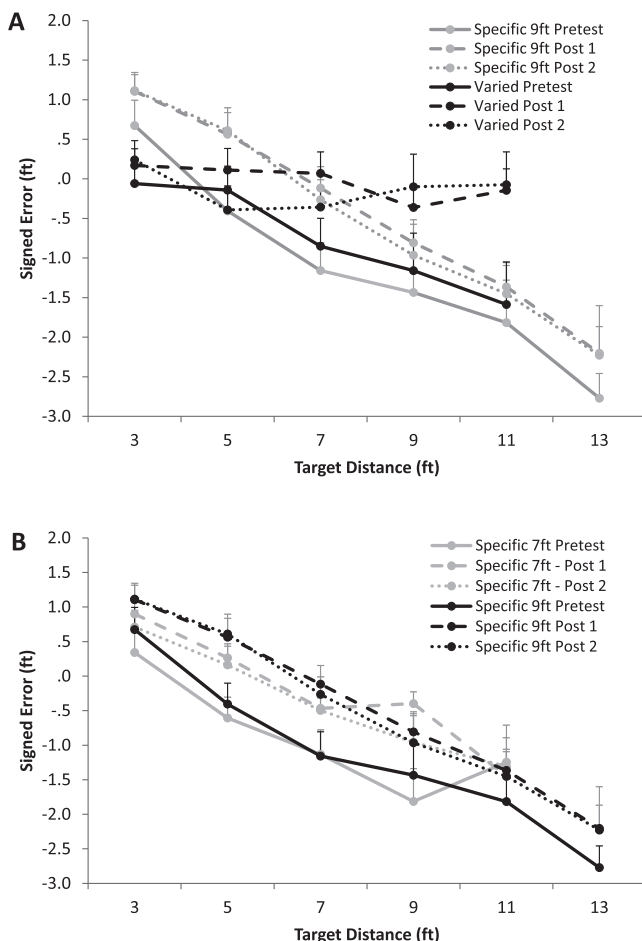 A
2.0
1.5
1.0
.5
.0
-.5
-1.0
-1.5
-2.0
-2.5
-3.0
Signed Error (ft)
Specific 9ft Pretest
Specific 9ft Post 1
Specific 9ft Post 2
Varied Pretest
Varied Post 1
Varied Post 2
3 5 7 9 11 13
Target Distance (ft)
B
2.0
1.5
1.0
.5
.0
-.5
-1.0
-1.5
-2.0
-2.5
-3.0
Signed Error (ft)
Specific 7ft Pretest
Specific 7ft - Post 1
Specific 7ft - Post 2
Specific 9ft Pretest
Specific 9ft Post 1
Specific 9ft Post 2
3 5 7 9 11 13
Target Distance (ft)